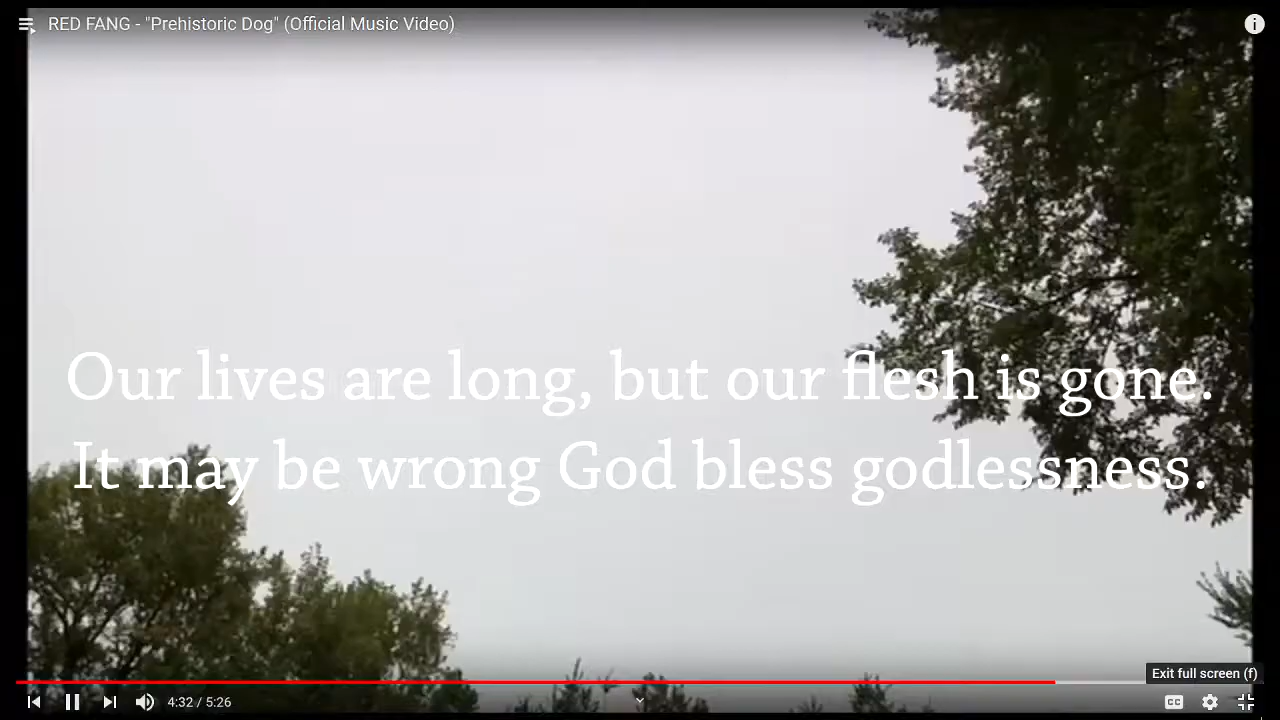 RED FANG - "Prehistoric Dog" (Official Music Video)
Our lives are long, but our flesh is gone.
It may be wrong God bless godlessness.
Exit full screen (f)
4:32 / 5:26
CC